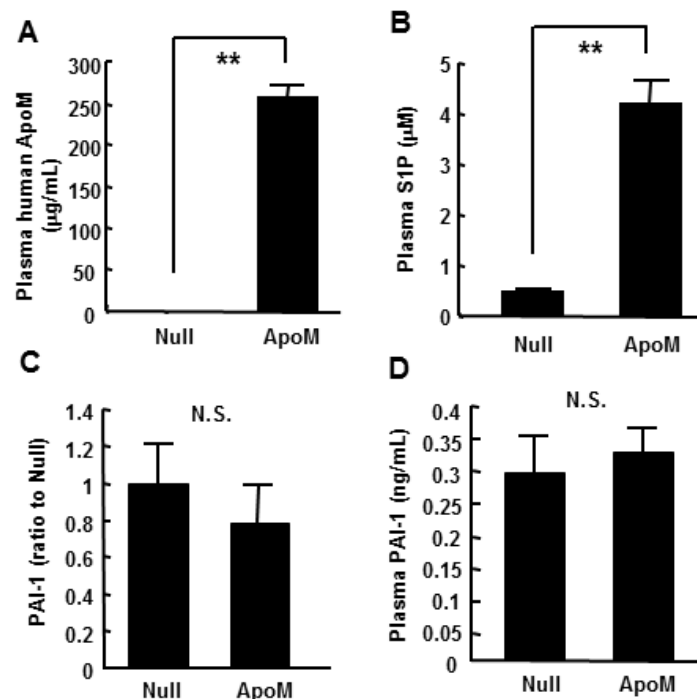 A
Plasma human ApoM
(μg/mL)
300
250
200
150
100
50
0
**
Null
ApoM
B
Plasma S1P (μM)
5
4
3
2
1
0
**
Null
ApoM
C
PAI-1 (ratio to Null)
1.4
1.2
1
0.8
0.6
0.4
0.2
0
N.S.
Null
ApoM
D
Plasma PAI-1 (ng/mL)
0.4
0.35
0.3
0.35
0.2
0.15
0.1
0.05
0
N.S.
Null
ApoM